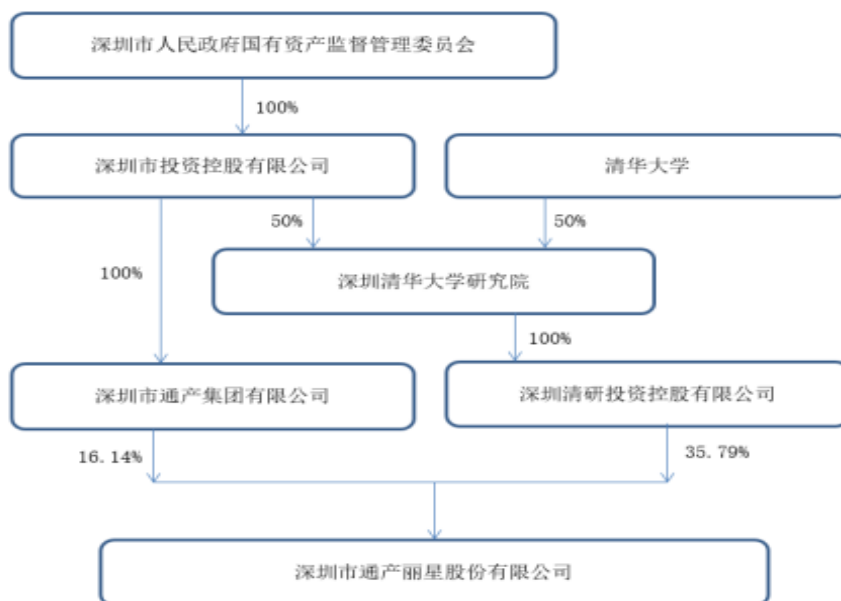 深圳市人民政府国有资产监督管理委员会
100%
深圳市投资控股有限公司
清华大学
50%
50%
100%
深圳清华大学研究院
100%
深圳市通产集团有限公司
深圳清研投资控股有限公司
16.14%
35.79%
深圳市通产丽星股份有限公司